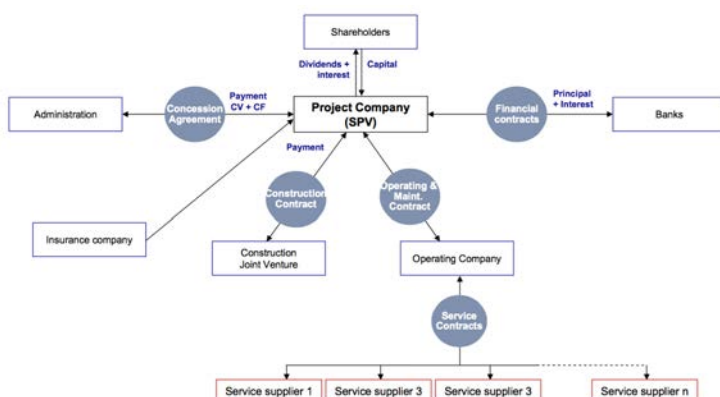 Shareholders
Dividends +
interest
Capital
Administration
Concession
Agreement
Payment
CV + CF
Project Company
(SPV)
Financial
contracts
Principal
+ Interest
Banks
Payment
Construction
Contract
Operating &
Maint.
Contract
Insurance company
Construction
Joint Venture
Operating Company
Service
Contracts
Service supplier 1
Service supplier 3
Service supplier 3
Service supplier n